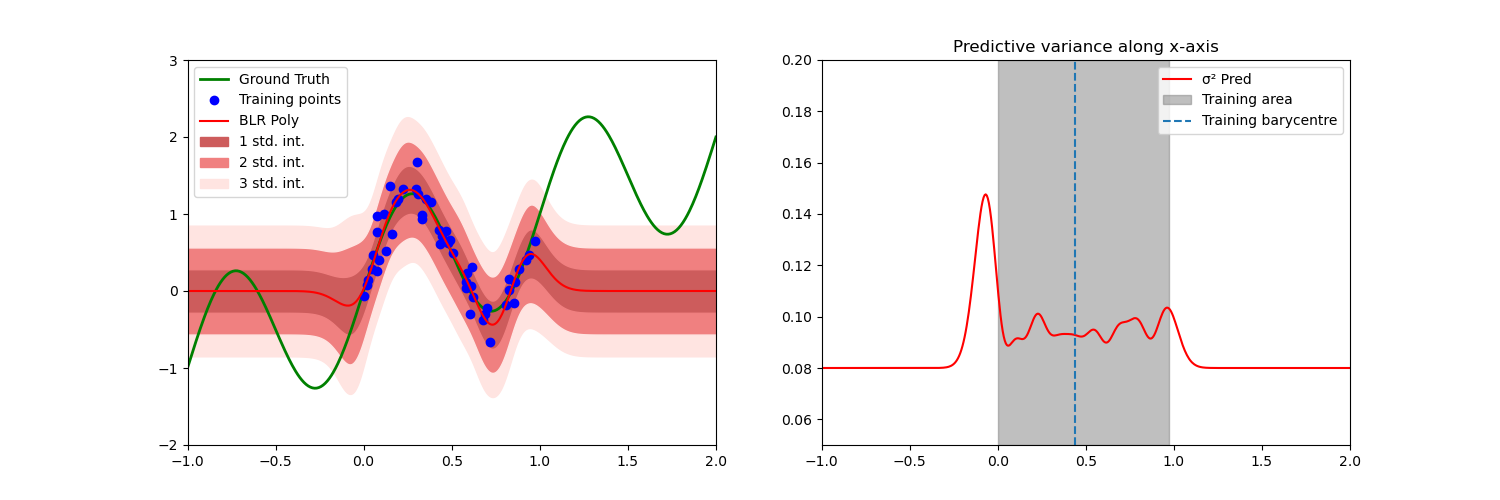 Predictive variance along x-axis
3
2
1
0
−1
−2
−1.0
−0.5
0.0
0.5
1.0
1.5
2.0
Ground Truth
Training points
BLR Poly
1 std. int.
2 std. int.
3 std. int.
0.20
0.18
0.16
0.14
0.12
0.10
0.08
0.06
−1.0
−0.5
0.0
0.5
1.0
1.5
2.0
σ² Pred
Training area
Training barycentre